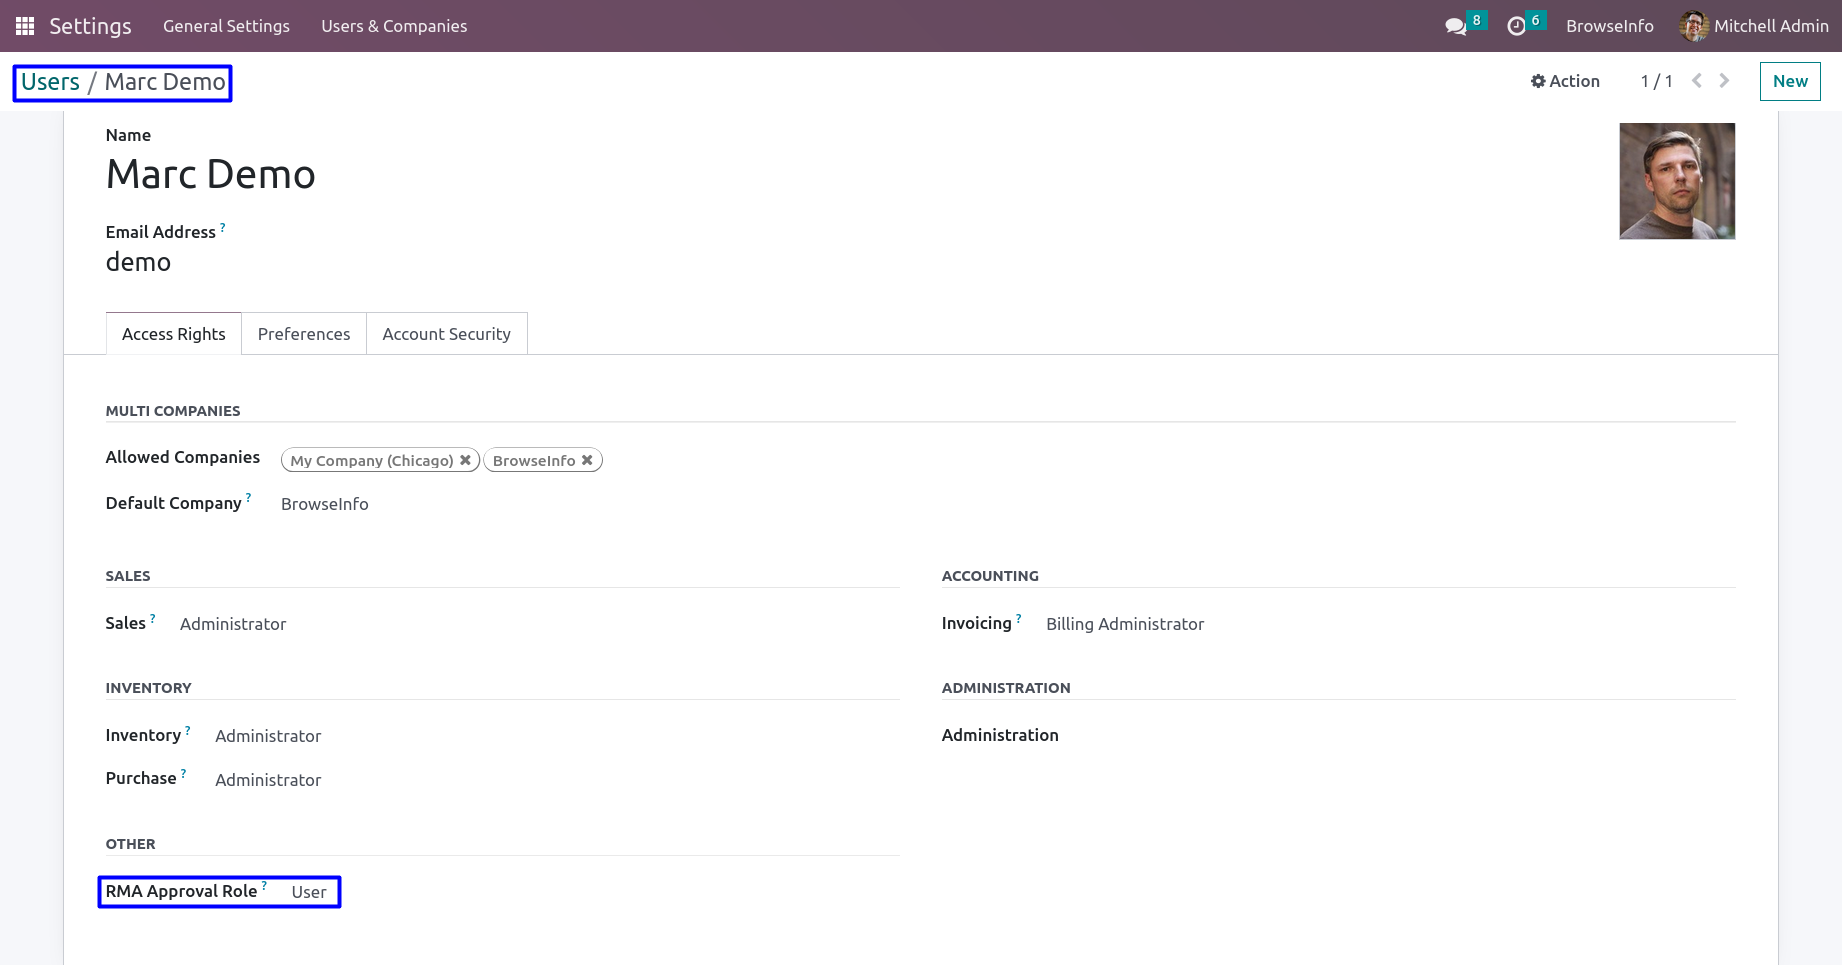 Settings General Settings Users & Companies 8 6 BrowseInfo Mitchell Admin
Users / Marc Demo Action 1 / 1 New
Name
Marc Demo
Email Address ?
demo
Access Rights Preferences Account Security
MULTI COMPANIES
Allowed Companies My Company (Chicago) ✖ BrowseInfo ✖
Default Company ? BrowseInfo
SALES ACCOUNTING
Sales ? Administrator Invoicing ? Billing Administrator
INVENTORY ADMINISTRATION
Inventory ? Administrator Administration
Purchase ? Administrator
OTHER
RMA Approval Role ? User